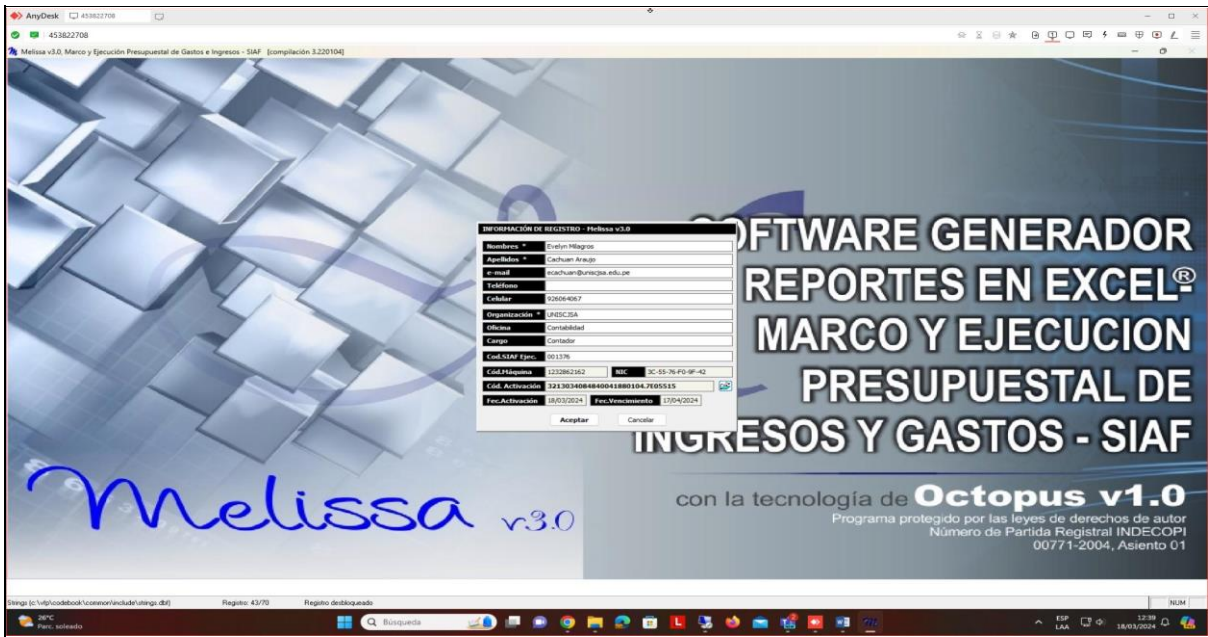 AnyDesk 453822708
453822708
Melissa v3.0, Marco y Ejecución Presupuestal de Gastos e Ingresos - SIAF [compilación 3.220104]
SOFTWARE GENERADOR
REPORTES EN EXCEL®
MARCO Y EJECUCION
PRESUPUESTAL DE
INGRESOS Y GASTOS - SIAF
INFORMACIÓN DE REGISTRO - Melissa v3.0
Nombres * Evelyn Milagros
Apellidos * Cachuan Araujo
e-mail ecachuan@uniscjsa.edu.pe
Teléfono
Celular 926064067
Organización * UNISCJSA
Oficina Contabilidad
Cargo Contador
Cod.SIAF Ejec. 001376
Cód.Máquina 1232862162 NIC 3C-55-76-F0-9F-42
Cód. Activación 3213034084840041880104.7E05515
Fec.Activación 18/03/2024 Fec.Vencimiento 17/04/2024
Aceptar Cancelar
Melissa v3.0
con la tecnología de Octopus v1.0
Programa protegido por las leyes de derechos de autor
Número de Partida Registral INDECOPI
00771-2004, Asiento 01
Strings (c:\vfp\codebook\common\include\strings.dbf) Registro: 43/70 Registro desbloqueado NUM
26°C
Parc. soleado
Búsqueda
ESP
LAA
12:39
18/03/2024